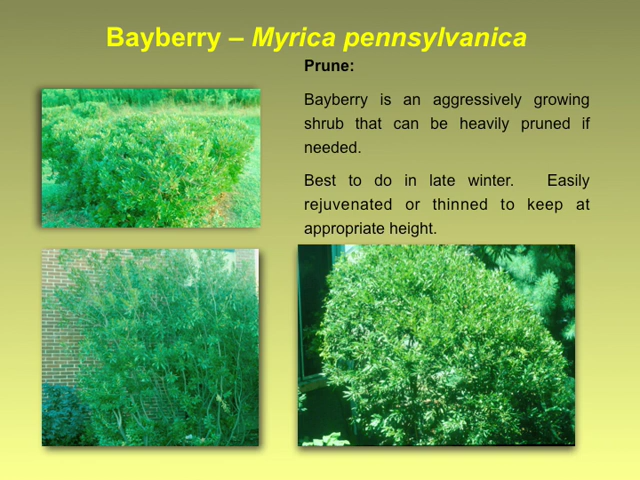 Bayberry – Myrica pennsylvanica
Prune:
Bayberry is an aggressively growing
shrub that can be heavily pruned if
needed.
Best to do in late winter. Easily
rejuvenated or thinned to keep at
appropriate height.